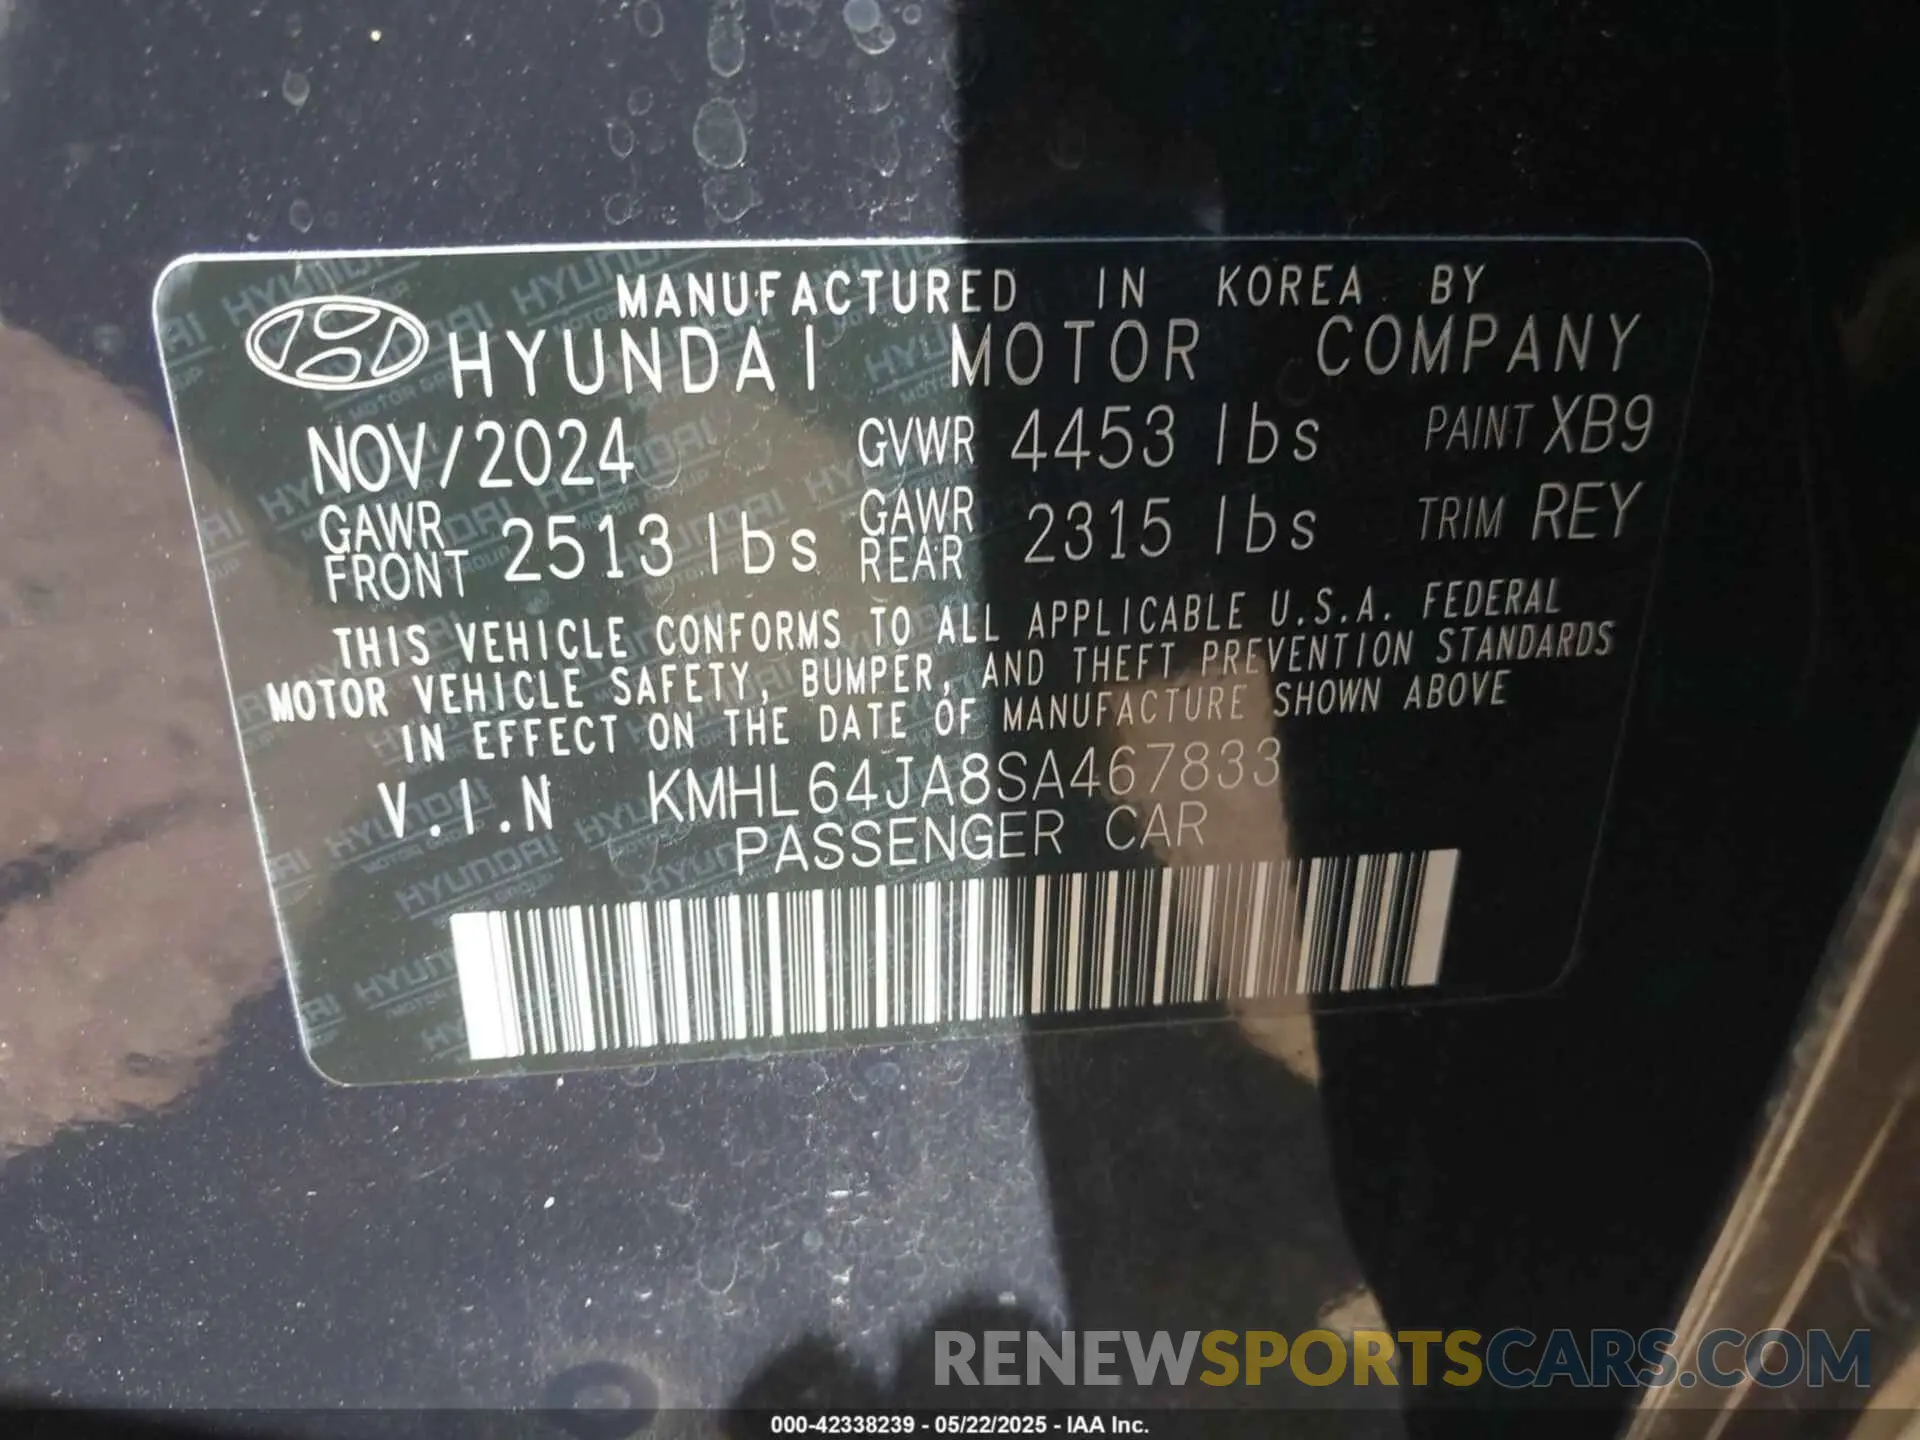 MANUFACTURED IN KOREA BY
HYUNDAI MOTOR COMPANY
NOV/2024 GVWR 4453 lbs PAINT XB9
GAWR FRONT 2513 lbs GAWR REAR 2315 lbs TRIM REY
THIS VEHICLE CONFORMS TO ALL APPLICABLE U.S.A. FEDERAL
MOTOR VEHICLE SAFETY, BUMPER, AND THEFT PREVENTION STANDARDS
IN EFFECT ON THE DATE OF MANUFACTURE SHOWN ABOVE
V.I.N KMHL64JA8SA467833
PASSENGER CAR
RENEWSPORTSCARS.COM
000-42338239 - 05/22/2025 - IAA Inc.